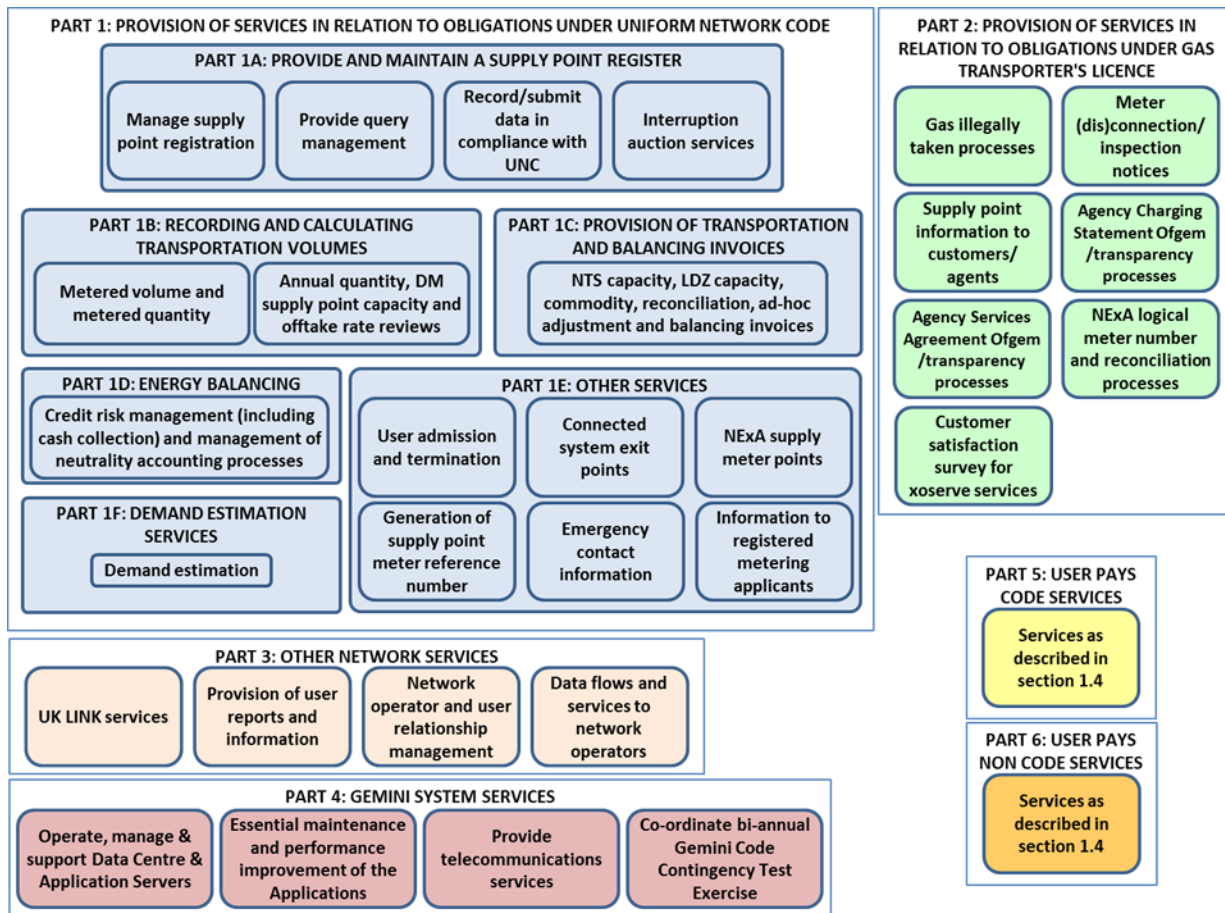 PART 1: PROVISION OF SERVICES IN RELATION TO OBLIGATIONS UNDER UNIFORM NETWORK CODE
PART 1A: PROVIDE AND MAINTAIN A SUPPLY POINT REGISTER
Manage supply
point registration
Provide query
management
Record/submit
data in
compliance with
UNC
Interruption
auction services
PART 1B: RECORDING AND CALCULATING
TRANSPORTATION VOLUMES
Metered volume and
metered quantity
Annual quantity, DM
supply point capacity and
offtake rate reviews
PART 1C: PROVISION OF TRANSPORTATION
AND BALANCING INVOICES
NTS capacity, LDZ capacity,
commodity, reconciliation, ad-hoc
adjustment and balancing invoices
PART 1D: ENERGY BALANCING
Credit risk management (including
cash collection) and management of
neutrality accounting processes
PART 1E: OTHER SERVICES
User admission
and termination
Connected
system exit
points
NExA supply
meter points
Generation of
supply point
meter reference
number
Emergency
contact
information
Information to
registered
metering
applicants
PART 1F: DEMAND ESTIMATION
SERVICES
Demand estimation
PART 2: PROVISION OF SERVICES IN
RELATION TO OBLIGATIONS UNDER GAS
TRANSPORTER'S LICENCE
Gas illegally
taken processes
Meter
(dis)connection/
inspection
notices
Supply point
information to
customers/
agents
Agency Charging
Statement Ofgem
/transparency
processes
Agency Services
Agreement Ofgem
/transparency
processes
NExA logical
meter number
and reconciliation
processes
Customer
satisfaction
survey for
xoserve services
PART 3: OTHER NETWORK SERVICES
UK LINK services
Provision of user
reports and
information
Network
operator and user
relationship
management
Data flows and
services to
network
operators
PART 4: GEMINI SYSTEM SERVICES
Operate, manage &
support Data Centre &
Application Servers
Essential maintenance
and performance
improvement of the
Applications
Provide
telecommunications
services
Co-ordinate bi-annual
Gemini Code
Contingency Test
Exercise
PART 5: USER PAYS
CODE SERVICES
Services as
described in
section 1.4
PART 6: USER PAYS
NON CODE SERVICES
Services as
described in
section 1.4